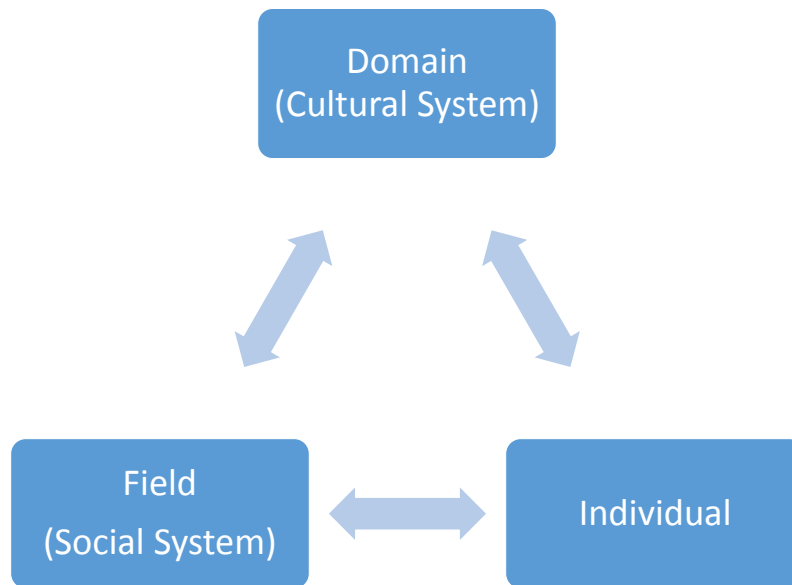 Domain
(Cultural System)
Field
(Social System)
Individual